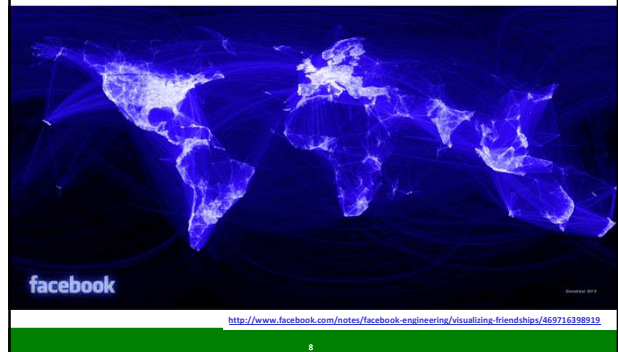 facebook
December 2010
http://www.facebook.com/notes/facebook-engineering/visualizing-friendships/469716398919
8